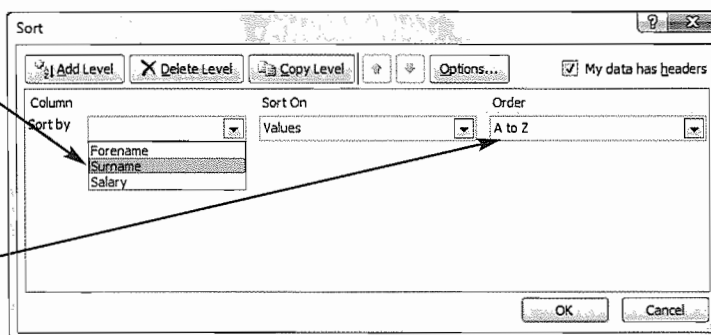 Sort
Add Level Delete Level Copy Level Options... My data has headers
Column Sort On Order
Sort by Values A to Z
Forename
Surname
Salary
OK Cancel